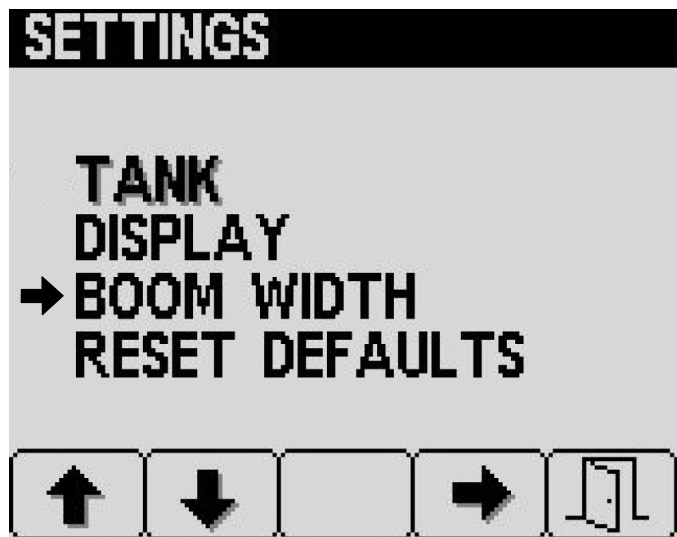 SETTINGS
TANK
DISPLAY
BOOM WIDTH
RESET DEFAULTS